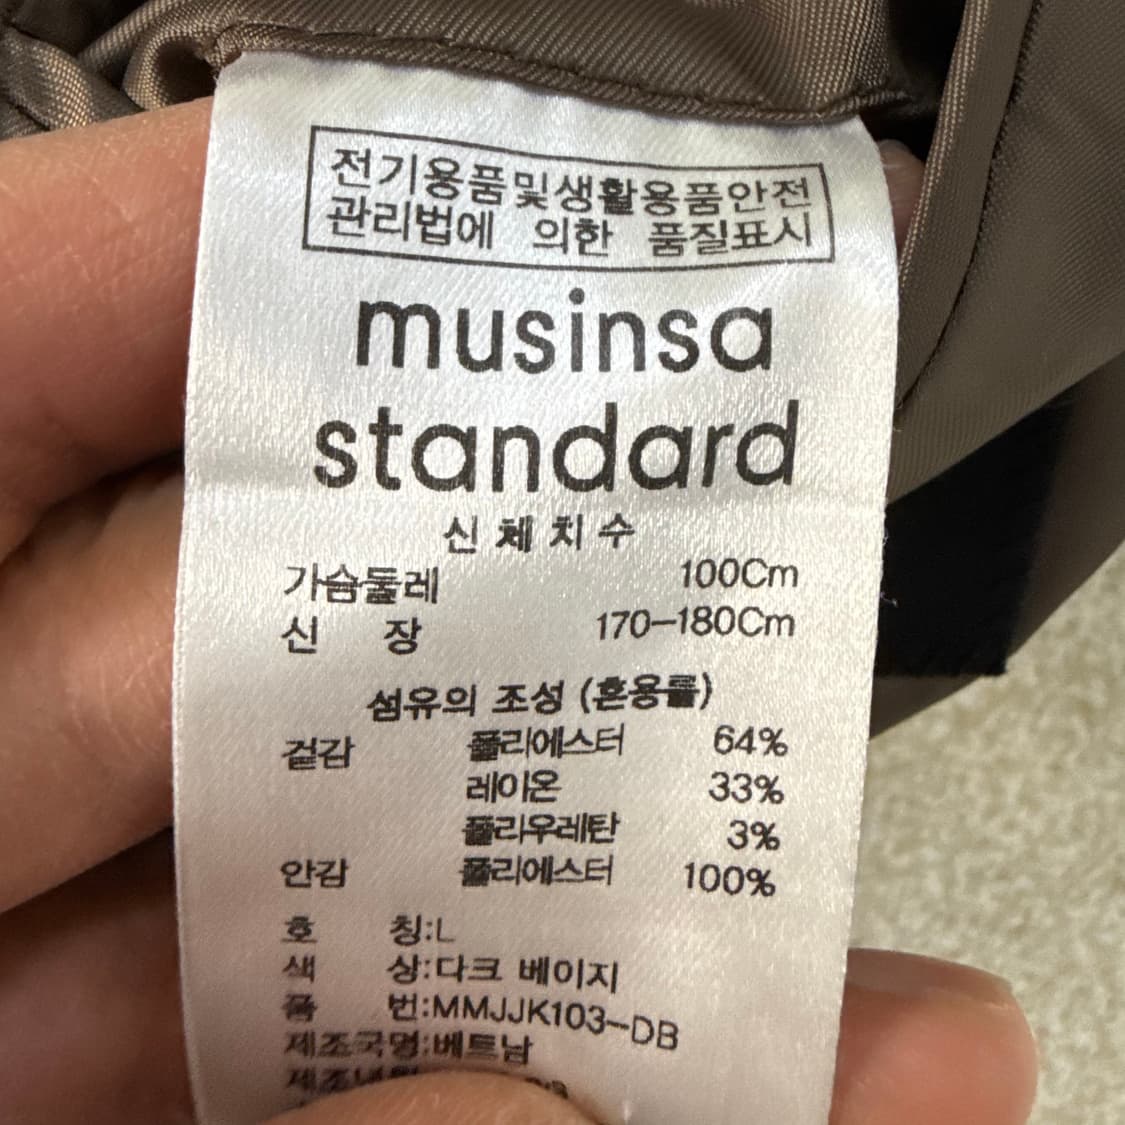 전기용품및생활용품안전
관리법에 의한 품질표시
musinsa
standard
신체치수
가슴둘레 100Cm
신 장 170-180Cm
섬유의 조성 (혼용률)
겉감 폴리에스터 64%
레이온 33%
폴리우레탄 3%
안감 폴리에스터 100%
호 칭:L
색 상:다크 베이지
품 번:MMJJK103-DB
제조국명:베트남